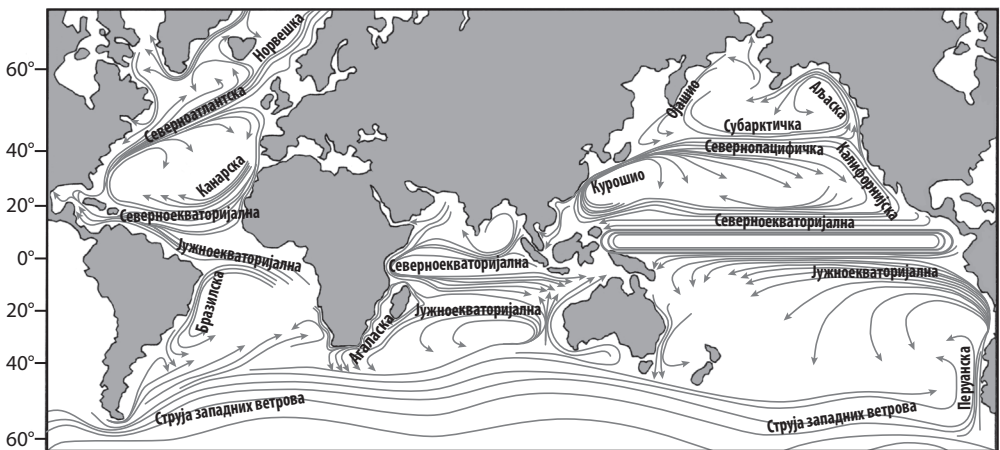 60°
40°
20°
0°
20°
40°
60°
Норвешка
Северноатлантска
Канарска
Северноекваторијална
Јужноекваторијална
Бразилска
Струја западних ветрова
Агаласка
Северноекваторијална
Јужноекваторијална
Ојашио
Аљаска
Субарктичка
Севернопацифичка
Курошио
Калифорнијска
Северноекваторијална
Јужноекваторијална
Перуанска
Струја западних ветрова